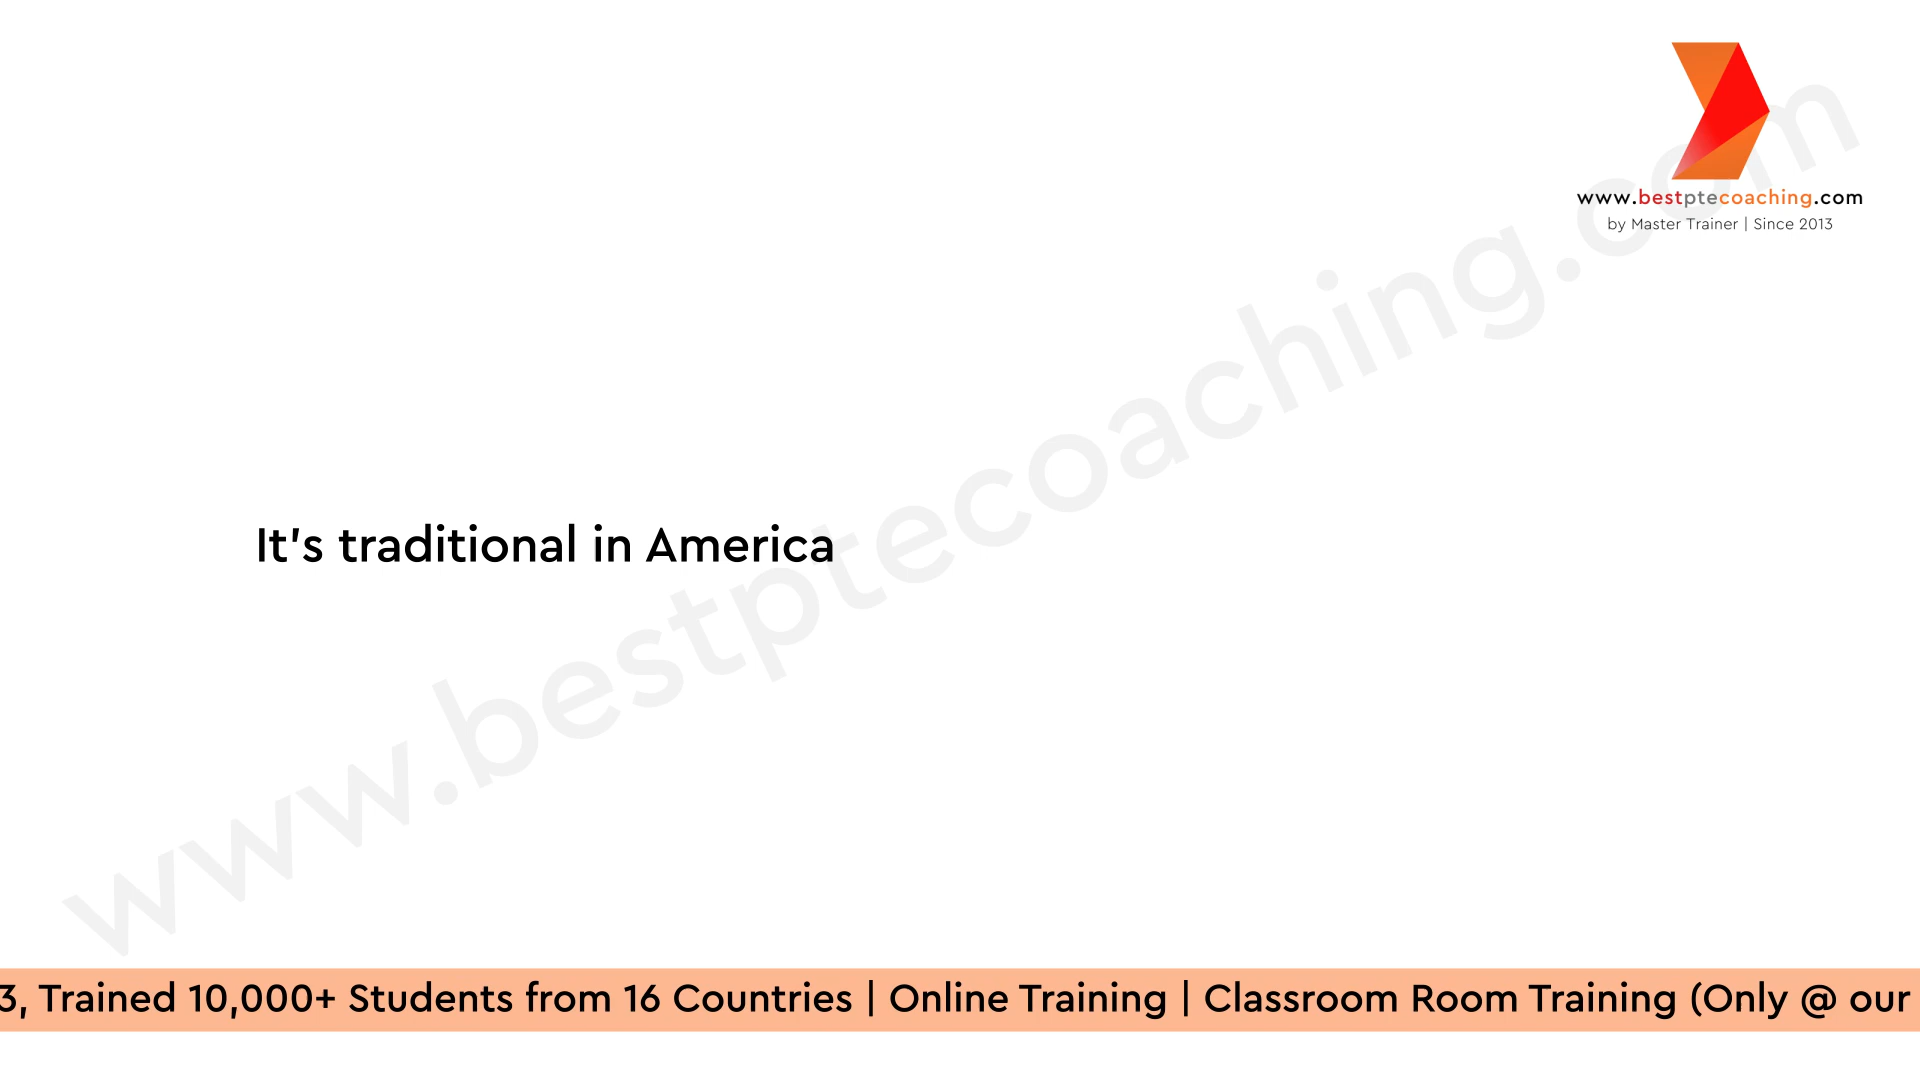 www.bestptecoaching.com
by Master Trainer | Since 2013
www.bestptecoaching.com
It's traditional in America
3, Trained 10,000+ Students from 16 Countries | Online Training | Classroom Room Training (Only @ our